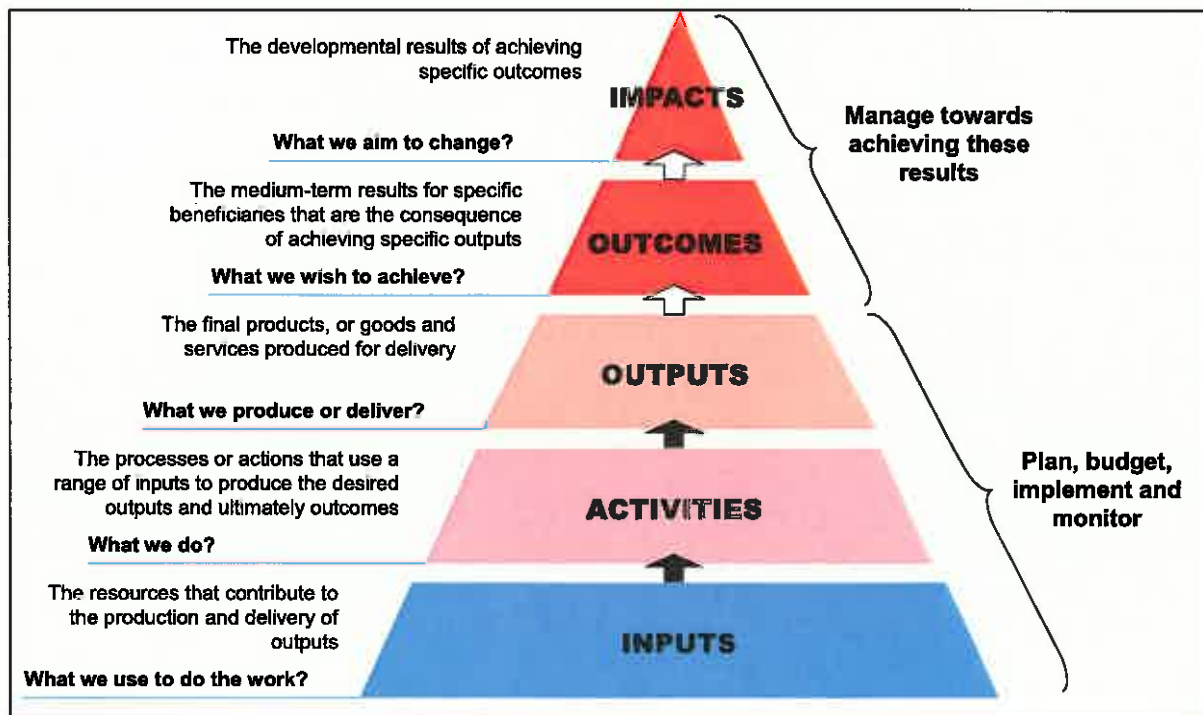 The developmental results of achieving
specific outcomes
IMPACTS
What we aim to change?
Manage towards
achieving these
results
The medium-term results for specific
beneficiaries that are the consequence
of achieving specific outputs
OUTCOMES
What we wish to achieve?
The final products, or goods and
services produced for delivery
OUTPUTS
What we produce or deliver?
The processes or actions that use a
range of inputs to produce the desired
outputs and ultimately outcomes
ACTIVITIES
What we do?
Plan, budget,
implement and
monitor
The resources that contribute to
the production and delivery of
outputs
INPUTS
What we use to do the work?